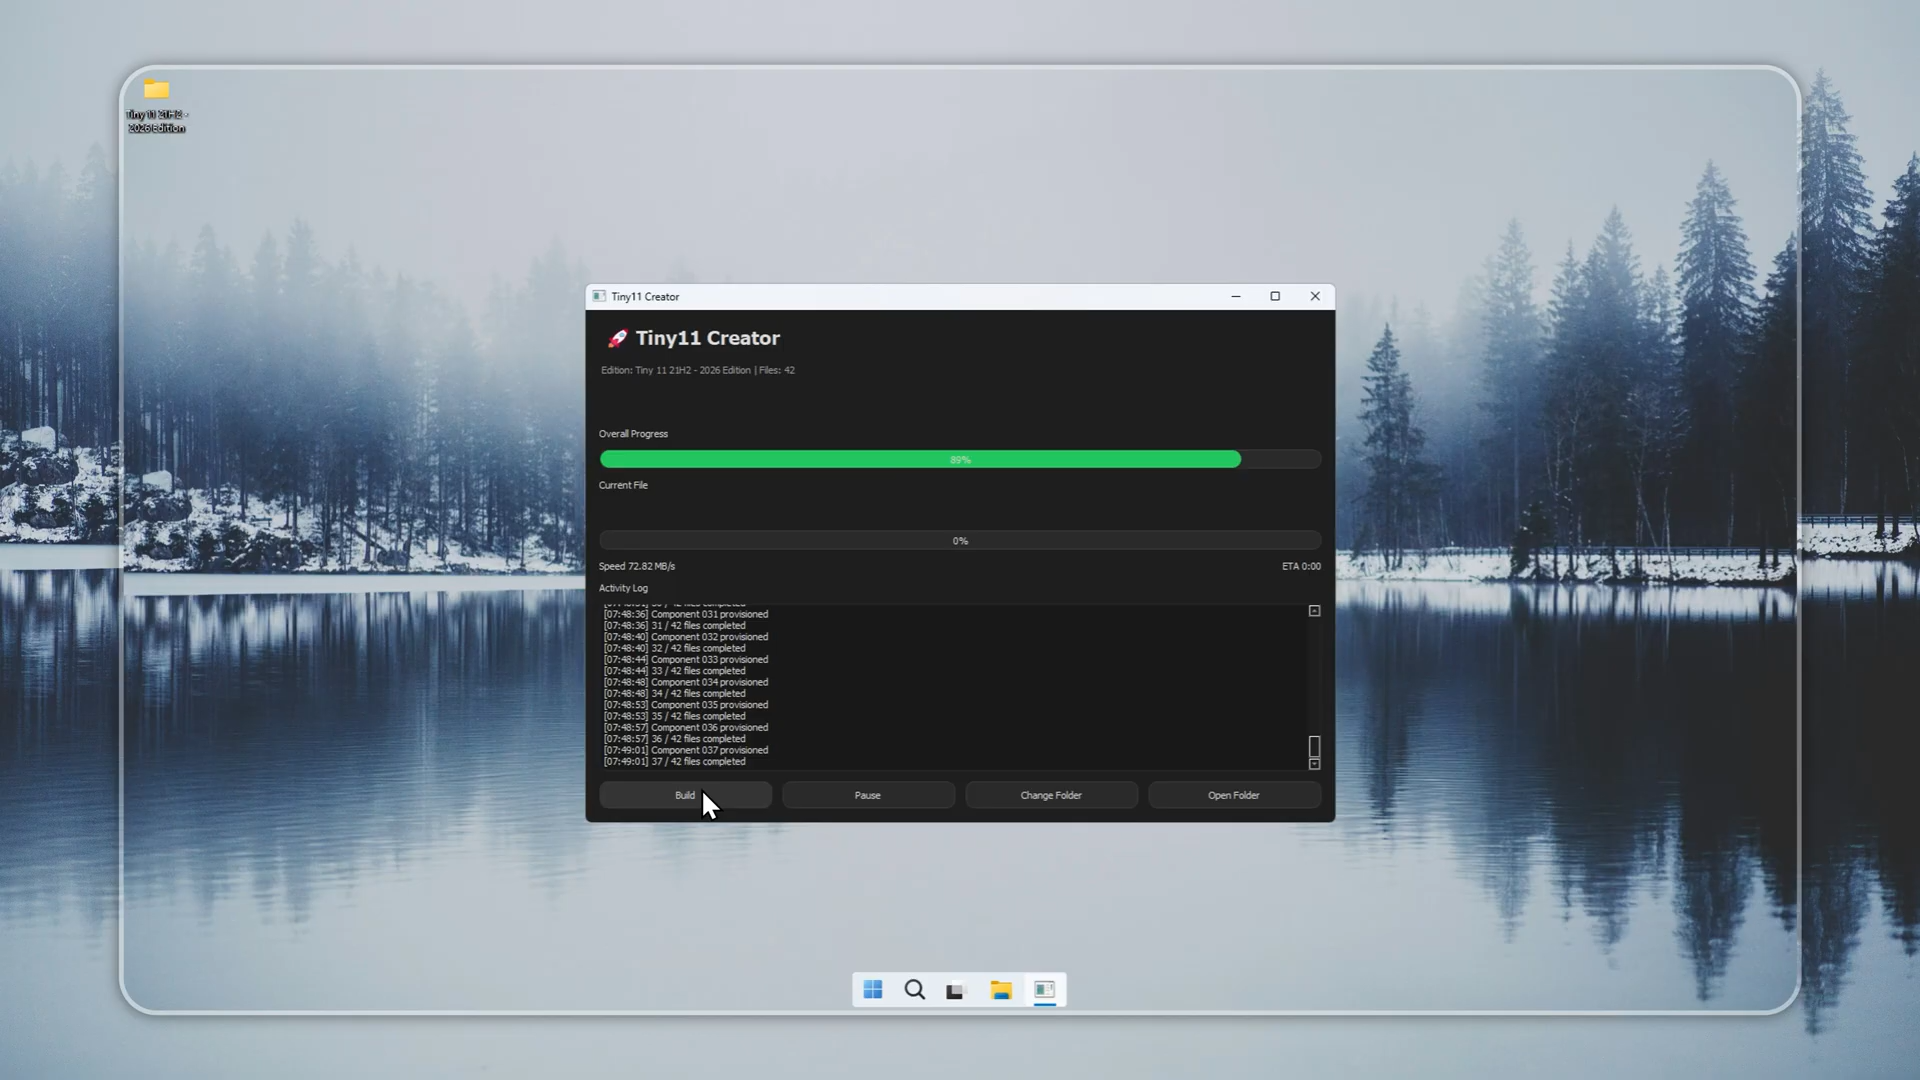 Tiny 11 21H2 -
2026 Edition
Tiny11 Creator
Tiny11 Creator
Edition: Tiny 11 21H2 - 2026 Edition | Files: 42
Overall Progress
89%
Current File
0%
Speed 72.82 MB/s
ETA 0:00
Activity Log
[07:48:36] Component 031 provisioned
[07:48:36] 31 / 42 files completed
[07:48:40] Component 032 provisioned
[07:48:40] 32 / 42 files completed
[07:48:44] Component 033 provisioned
[07:48:44] 33 / 42 files completed
[07:48:48] Component 034 provisioned
[07:48:48] 34 / 42 files completed
[07:48:53] Component 035 provisioned
[07:48:53] 35 / 42 files completed
[07:48:57] Component 036 provisioned
[07:48:57] 36 / 42 files completed
[07:49:01] Component 037 provisioned
[07:49:01] 37 / 42 files completed
Build
Pause
Change Folder
Open Folder